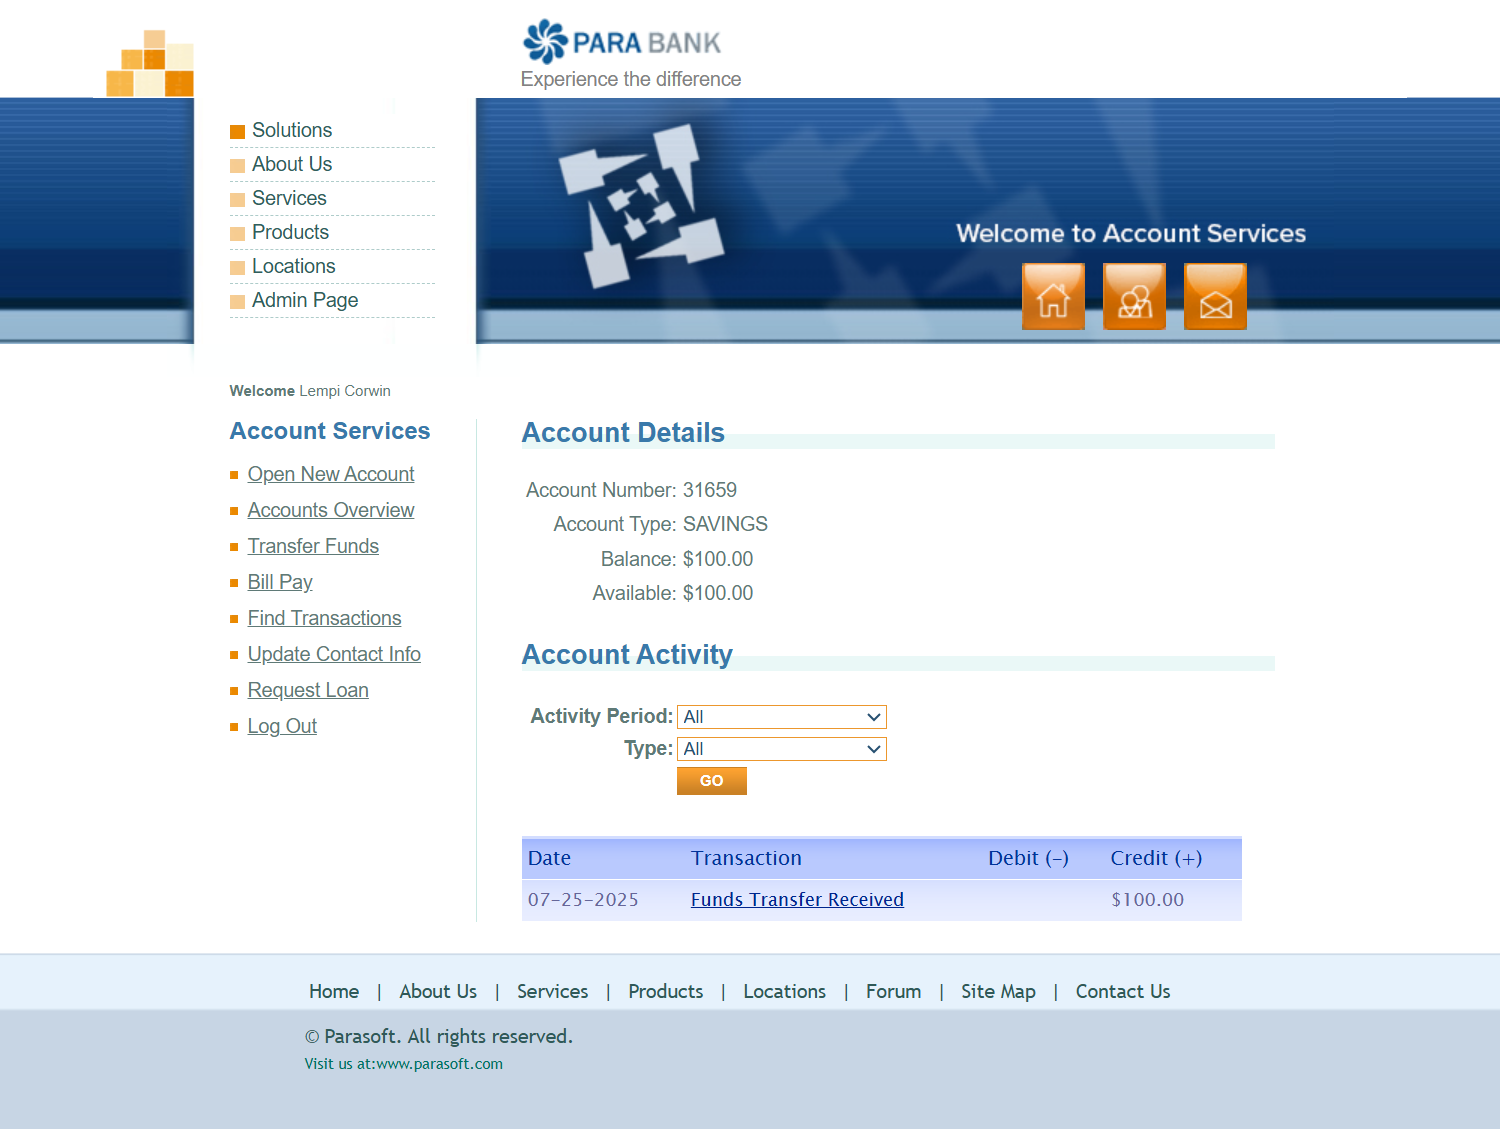 PARA BANK
Experience the difference
Solutions
About Us
Services
Products
Locations
Admin Page
Welcome to Account Services
Welcome Lempi Corwin
Account Services
Open New Account
Accounts Overview
Transfer Funds
Bill Pay
Find Transactions
Update Contact Info
Request Loan
Log Out
Account Details
Account Number: 31659
Account Type: SAVINGS
Balance: $100.00
Available: $100.00
Account Activity
Activity Period: All
Type: All
GO
Date Transaction Debit (-) Credit (+)
07-25-2025 Funds Transfer Received $100.00
Home | About Us | Services | Products | Locations | Forum | Site Map | Contact Us
© Parasoft. All rights reserved.
Visit us at:www.parasoft.com